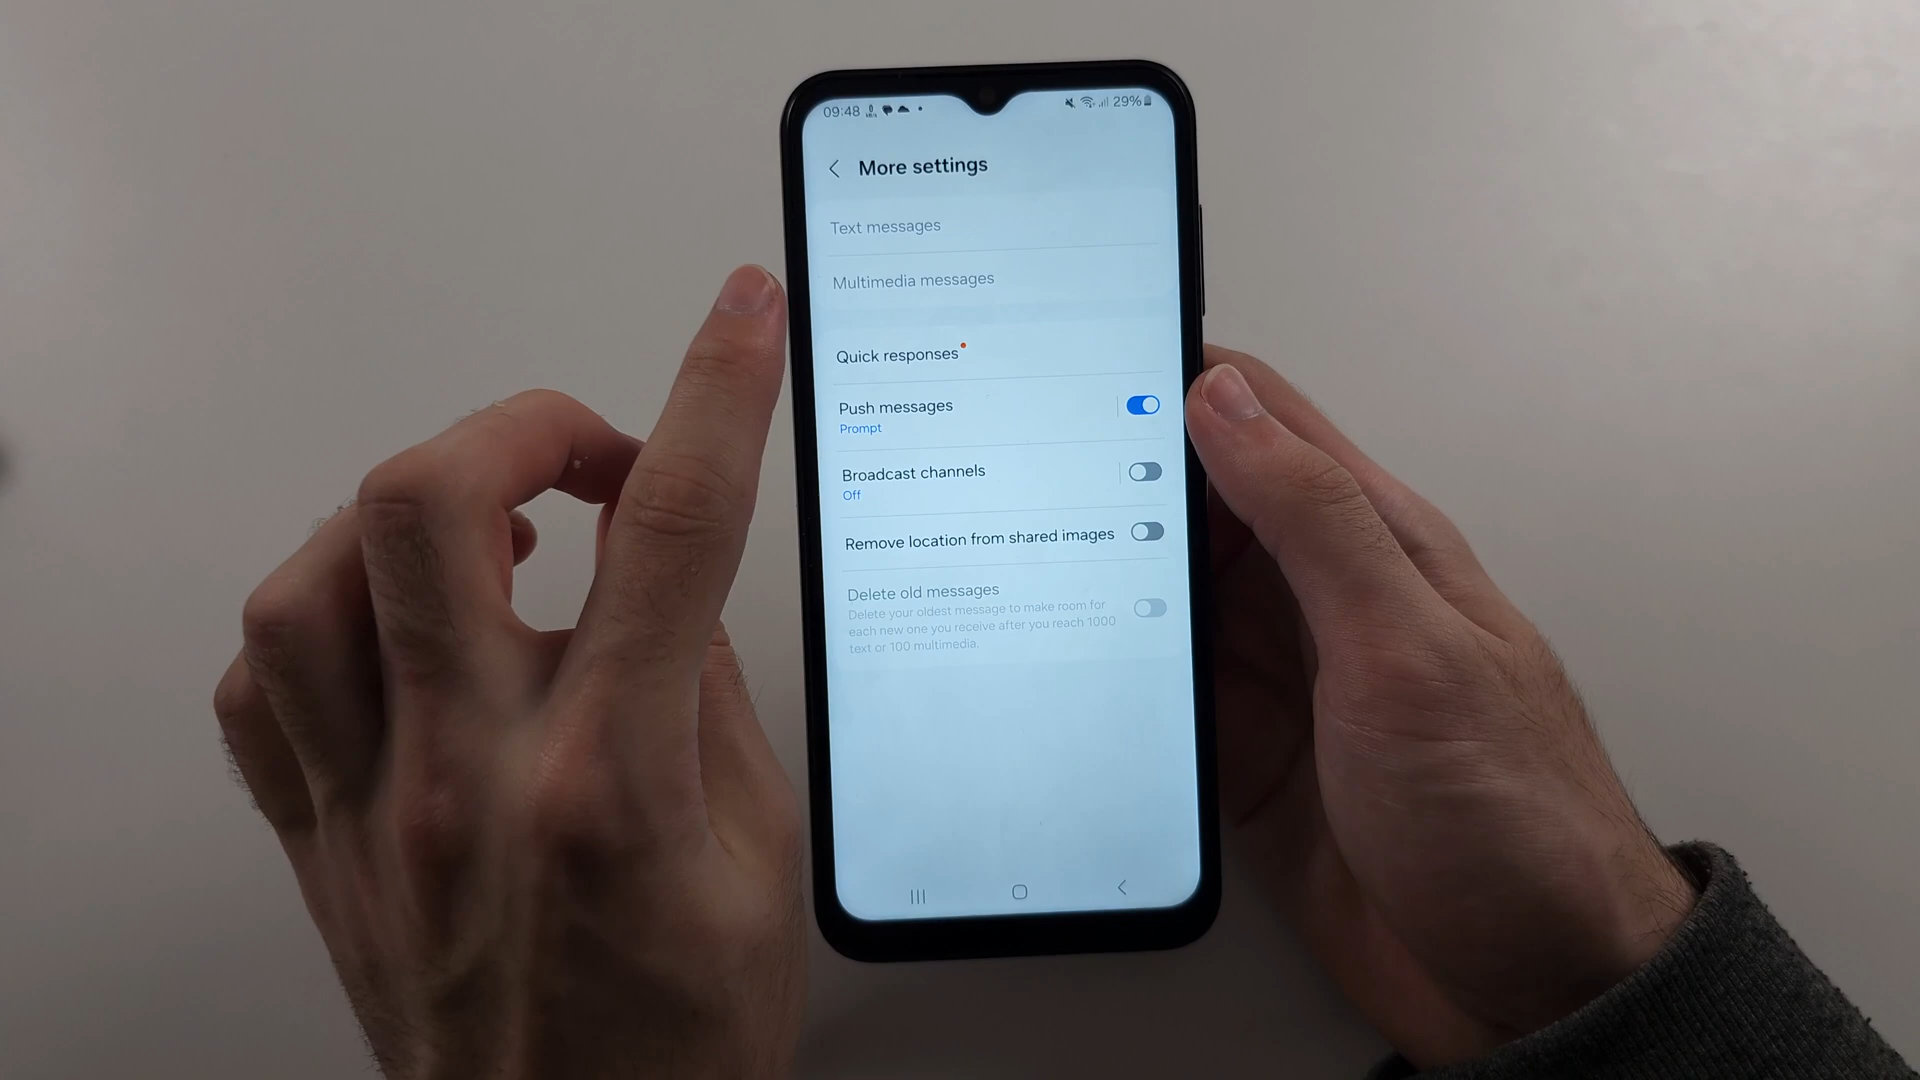 09:48
29%
More settings
Text messages
Multimedia messages
Quick responses
Push messages
Prompt
Broadcast channels
Off
Remove location from shared images
Delete old messages
Delete your oldest message to make room for
each new one you receive after you reach 1000
text or 100 multimedia.